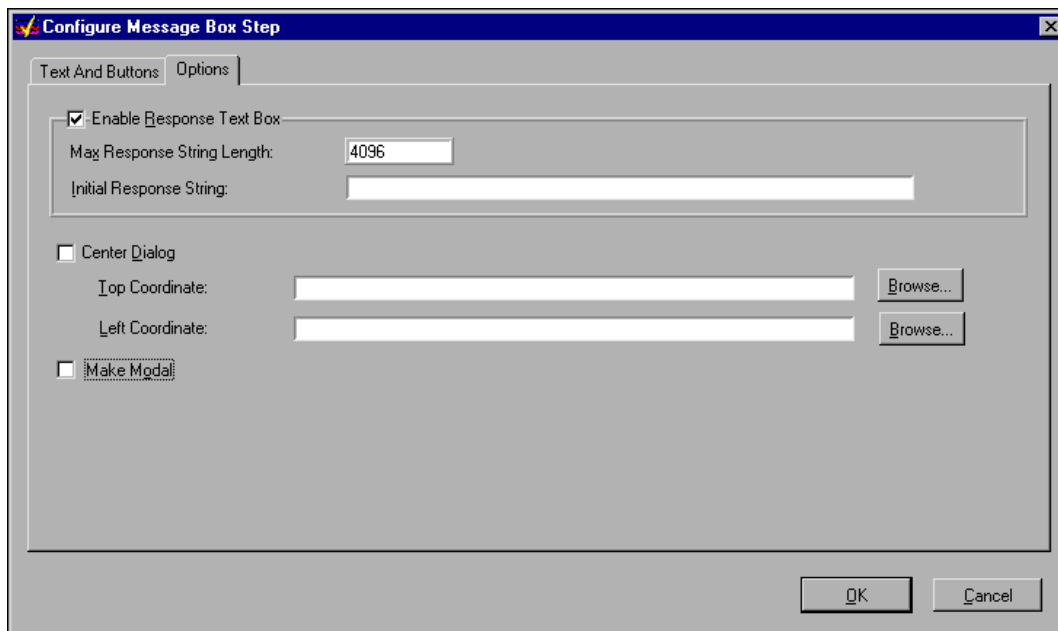 Configure Message Box Step
Text And Buttons Options
Enable Response Text Box
Max Response String Length: 4096
Initial Response String:
Center Dialog
Top Coordinate: Browse...
Left Coordinate: Browse...
Make Modal
OK Cancel